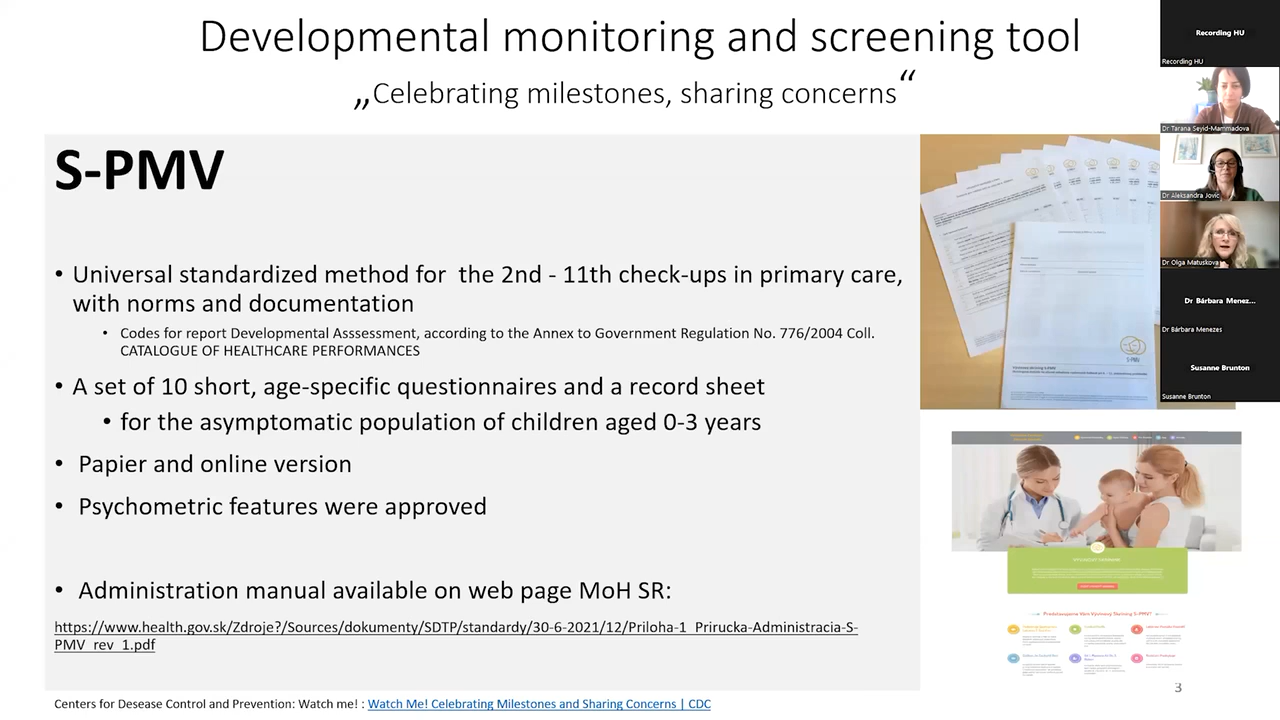 Developmental monitoring and screening tool
„Celebrating milestones, sharing concerns“
S-PMV
• Universal standardized method for the 2nd - 11th check-ups in primary care,
with norms and documentation
• Codes for report Developmental Asssessment, according to the Annex to Government Regulation No. 776/2004 Coll.
CATALOGUE OF HEALTHCARE PERFORMANCES
• A set of 10 short, age-specific questionnaires and a record sheet
• for the asymptomatic population of children aged 0-3 years
• Papier and online version
• Psychometric features were approved
• Administration manual available on web page MoH SR:
https://www.health.gov.sk/Zdroje?/Sources/dokumenty/SDTP/standardy/30-6-2021/12/Priloha-1_Prirucka-Administracia-S-
PMV_rev_1.pdf
Centers for Desease Control and Prevention: Watch me! : Watch Me! Celebrating Milestones and Sharing Concerns | CDC
S-PMV
3
Recording HU
Recording HU
Dr Tarana Seyid-Mammadova
Dr Aleksandra Jovic
Dr Olga Matuskova
Dr Bárbara Menez...
Dr Bárbara Menezes
Susanne Brunton
Susanne Brunton